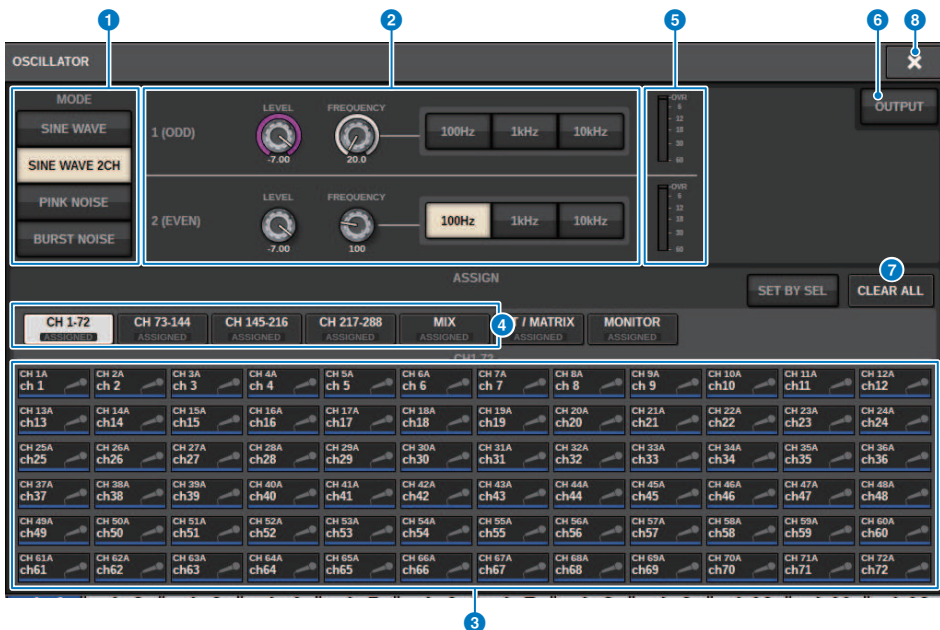 1 2 5 6 8
OSCILLATOR
MODE
SINE WAVE
SINE WAVE 2CH
PINK NOISE
BURST NOISE
1 (ODD)
LEVEL
-7.00
FREQUENCY
20.0
100Hz 1kHz 10kHz
2 (EVEN)
LEVEL
-7.00
FREQUENCY
100
100Hz 1kHz 10kHz
OVR
6
12
18
30
60
OVR
6
12
18
30
60
OUTPUT
ASSIGN
7
SET BY SEL CLEAR ALL
CH 1-72 CH 73-144 CH 145-216 CH 217-288 MIX 4 T / MATRIX MONITOR
ASSIGNED ASSIGNED ASSIGNED ASSIGNED ASSIGNED ASSIGNED ASSIGNED
CH1-72
CH 1A CH 2A CH 3A CH 4A CH 5A CH 6A CH 7A CH 8A CH 9A CH 10A CH 11A CH 12A
ch 1 ch 2 ch 3 ch 4 ch 5 ch 6 ch 7 ch 8 ch 9 ch10 ch11 ch12
CH 13A CH 14A CH 15A CH 16A CH 17A CH 18A CH 19A CH 20A CH 21A CH 22A CH 23A CH 24A
ch13 ch14 ch15 ch16 ch17 ch18 ch19 ch20 ch21 ch22 ch23 ch24
CH 25A CH 26A CH 27A CH 28A CH 29A CH 30A CH 31A CH 32A CH 33A CH 34A CH 35A CH 36A
ch25 ch26 ch27 ch28 ch29 ch30 ch31 ch32 ch33 ch34 ch35 ch36
CH 37A CH 38A CH 39A CH 40A CH 41A CH 42A CH 43A CH 44A CH 45A CH 46A CH 47A CH 48A
ch37 ch38 ch39 ch40 ch41 ch42 ch43 ch44 ch45 ch46 ch47 ch48
CH 49A CH 50A CH 51A CH 52A CH 53A CH 54A CH 55A CH 56A CH 57A CH 58A CH 59A CH 60A
ch49 ch50 ch51 ch52 ch53 ch54 ch55 ch56 ch57 ch58 ch59 ch60
CH 61A CH 62A CH 63A CH 64A CH 65A CH 66A CH 67A CH 68A CH 69A CH 70A CH 71A CH 72A
ch61 ch62 ch63 ch64 ch65 ch66 ch67 ch68 ch69 ch70 ch71 ch72
3